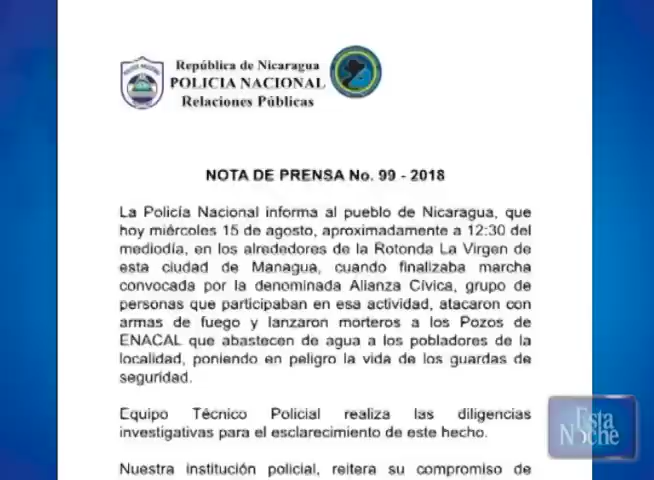 República de Nicaragua
POLICIA NACIONAL
Relaciones Públicas
NOTA DE PRENSA No. 99 - 2018
La Policía Nacional informa al pueblo de Nicaragua, que
hoy miércoles 15 de agosto, aproximadamente a 12:30 del
mediodía, en los alrededores de la Rotonda La Virgen de
esta ciudad de Managua, cuando finalizaba marcha
convocada por la denominada Alianza Cívica, grupo de
personas que participaban en esa actividad, atacaron con
armas de fuego y lanzaron morteros a los Pozos de
ENACAL que abastecen de agua a los pobladores de la
localidad, poniendo en peligro la vida de los guardas de
seguridad.
Equipo Técnico Policial realiza las diligencias
investigativas para el esclarecimiento de este hecho.
Nuestra institución policial, reitera su compromiso de
Esta
Noche